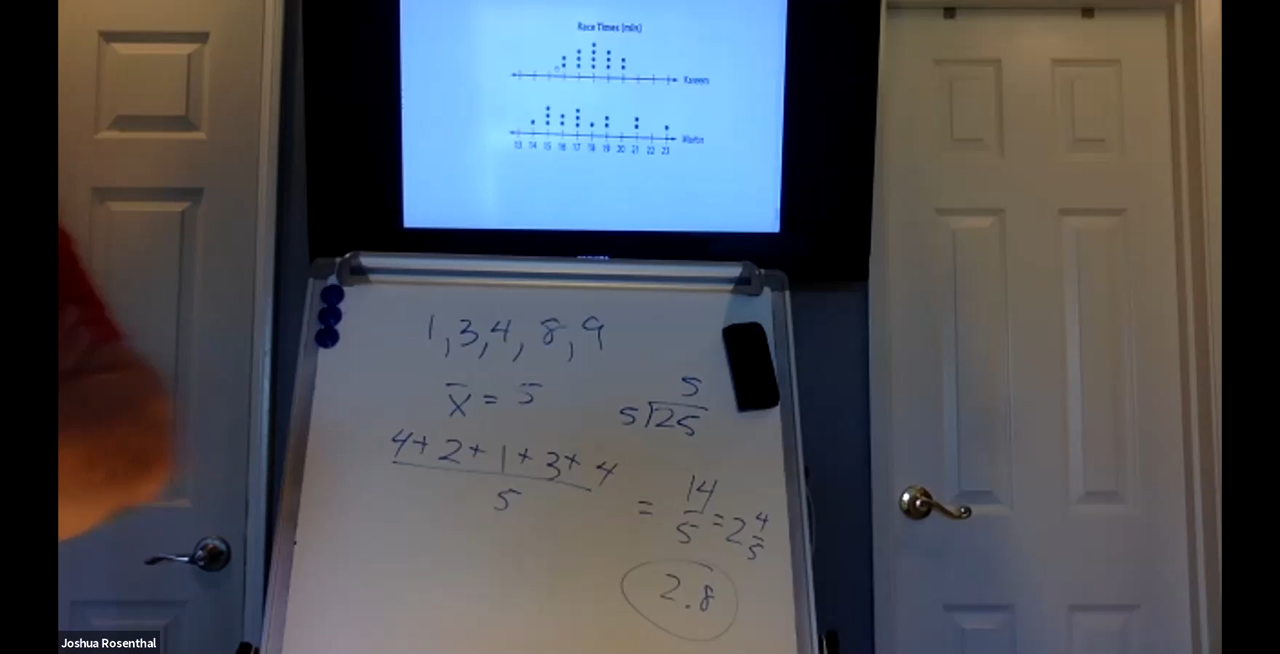 Race Times (min)
Kareem
Martin
13 14 15 16 17 18 19 20 21 22 23
1, 3, 4, 8, 9
x̄ = 5
5
5 25
4 + 2 + 1 + 3 + 4
5
= 14/5 = 2 4/5
2.8
Joshua Rosenthal